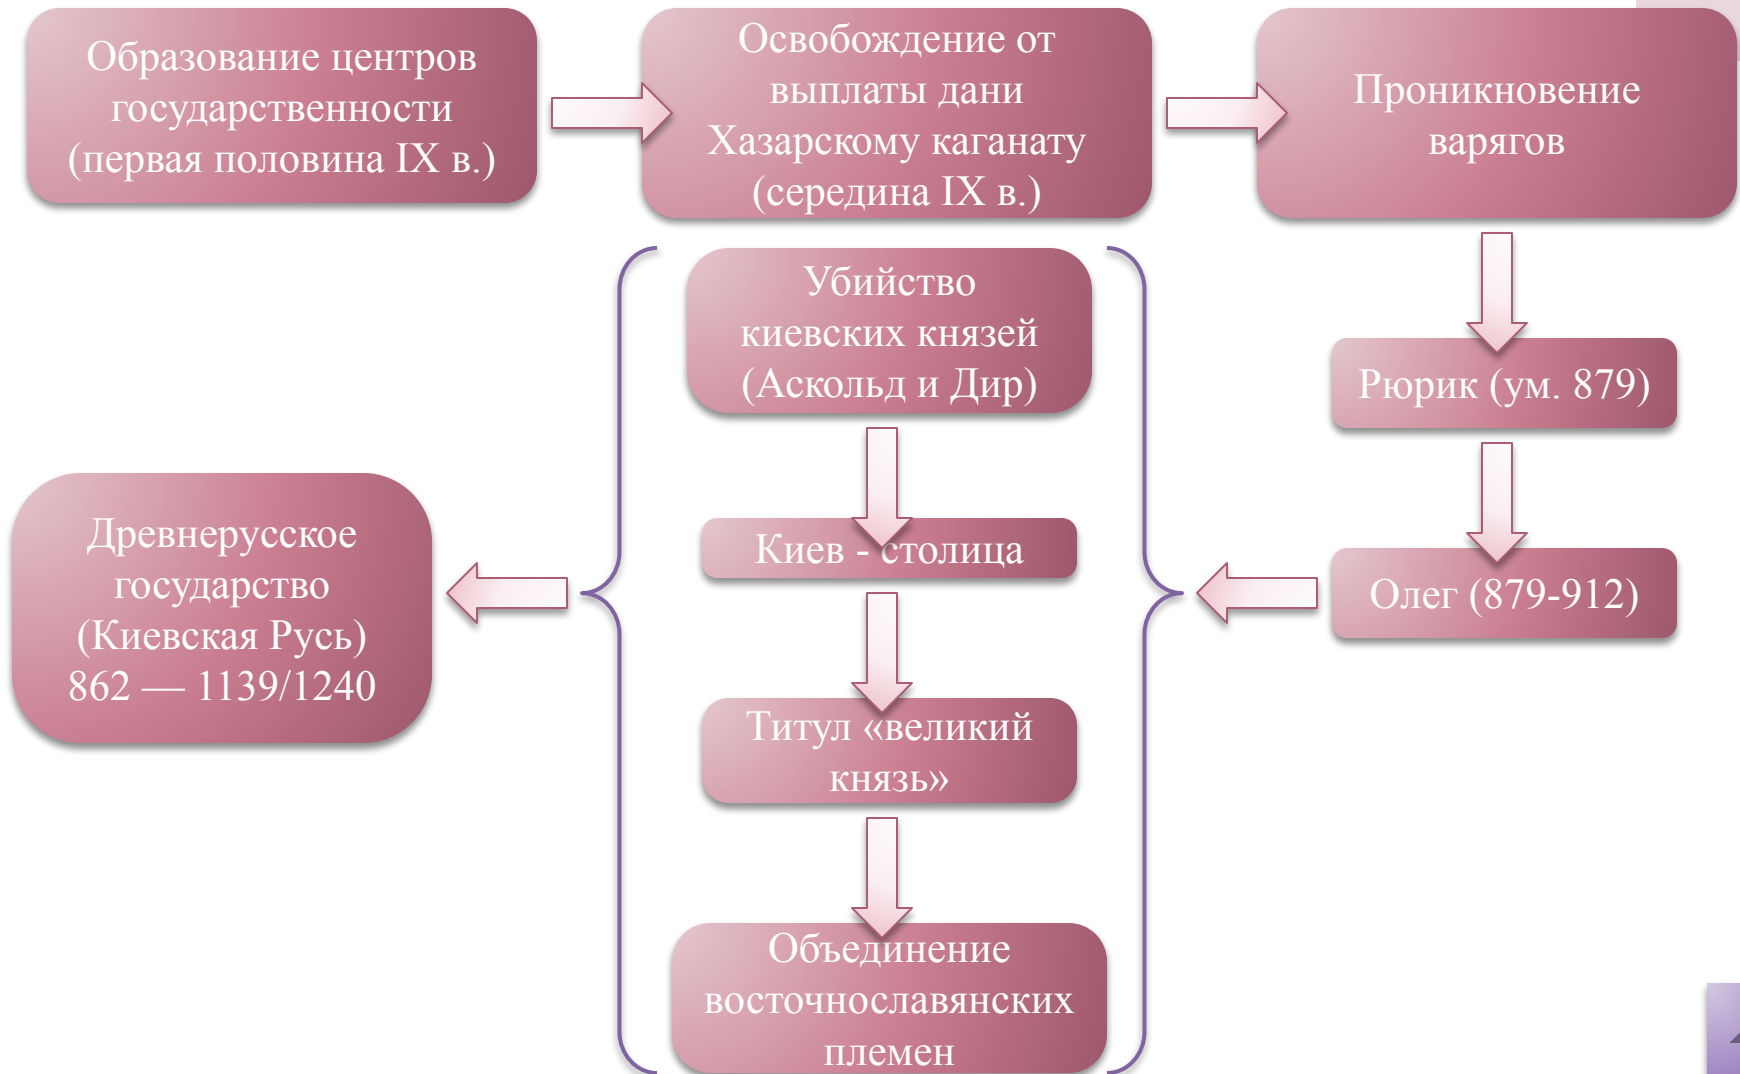 Образование центров
государственности
(первая половина IX в.)
Освобождение от
выплаты дани
Хазарскому каганату
(середина IX в.)
Проникновение
варягов
Рюрик (ум. 879)
Олег (879-912)
Убийство
киевских князей
(Аскольд и Дир)
Киев - столица
Титул «великий
князь»
Объединение
восточнославянских
племен
Древнерусское
государство
(Киевская Русь)
862 — 1139/1240